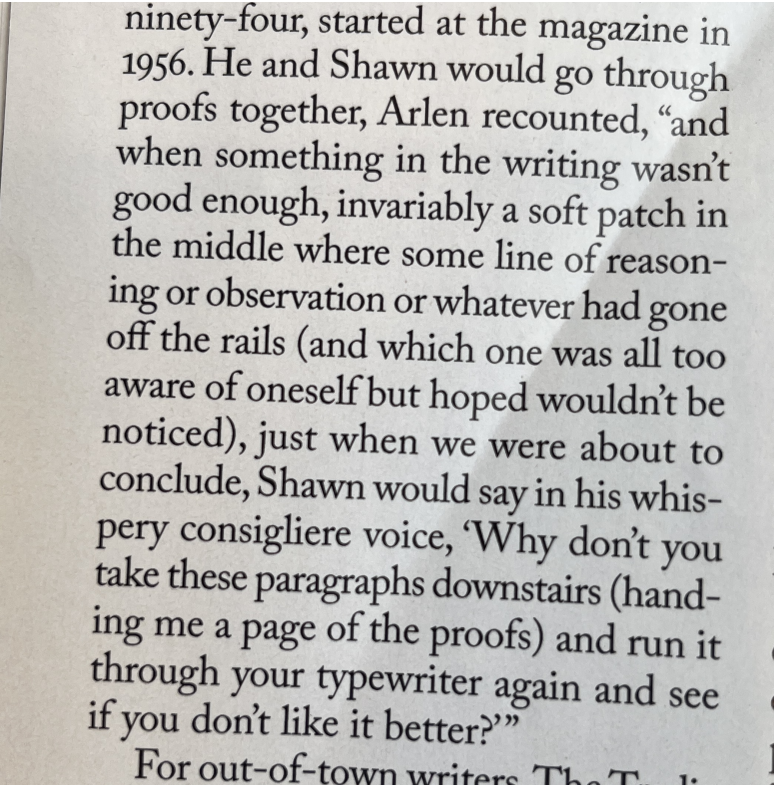 ninety-four, started at the magazine in
1956. He and Shawn would go through
proofs together, Arlen recounted, “and
when something in the writing wasn’t
good enough, invariably a soft patch in
the middle where some line of reason-
ing or observation or whatever had gone
off the rails (and which one was all too
aware of oneself but hoped wouldn’t be
noticed), just when we were about to
conclude, Shawn would say in his whis-
pery consigliere voice, ‘Why don’t you
take these paragraphs downstairs (hand-
ing me a page of the proofs) and run it
through your typewriter again and see
if you don’t like it better?’”
For out-of-town writers, The